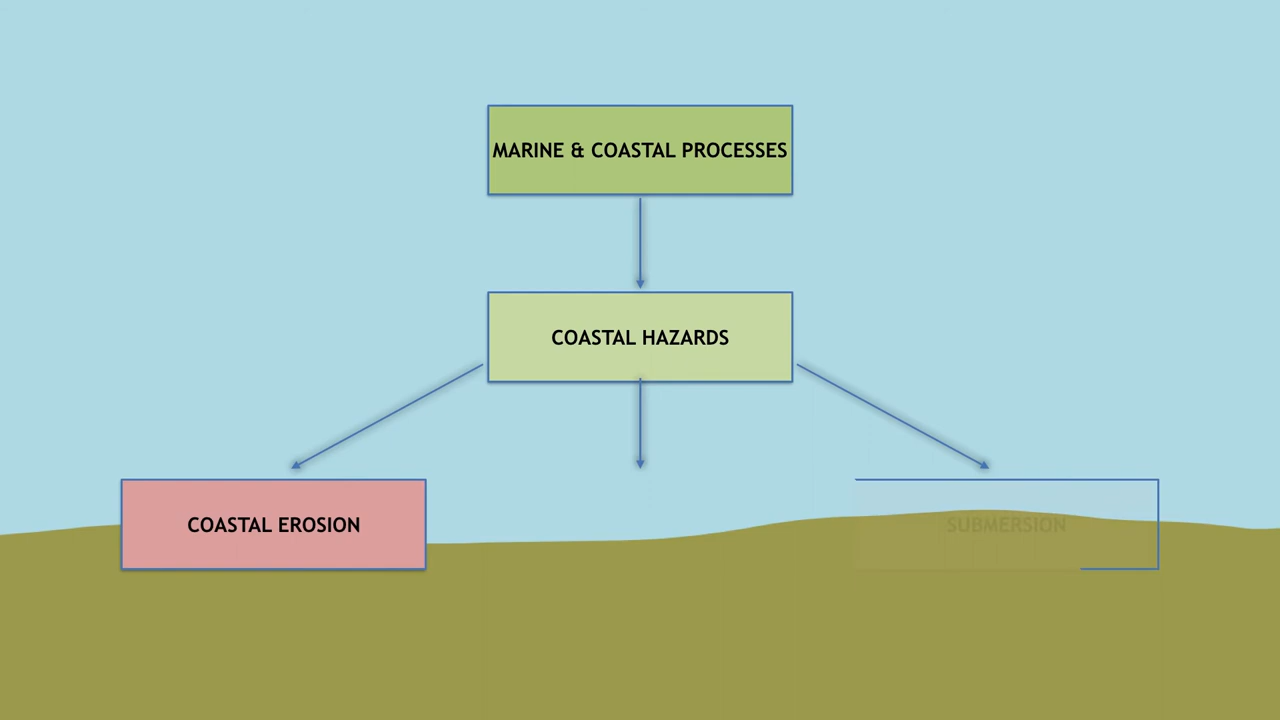 MARINE & COASTAL PROCESSES
COASTAL HAZARDS
COASTAL EROSION
SUBMERSION